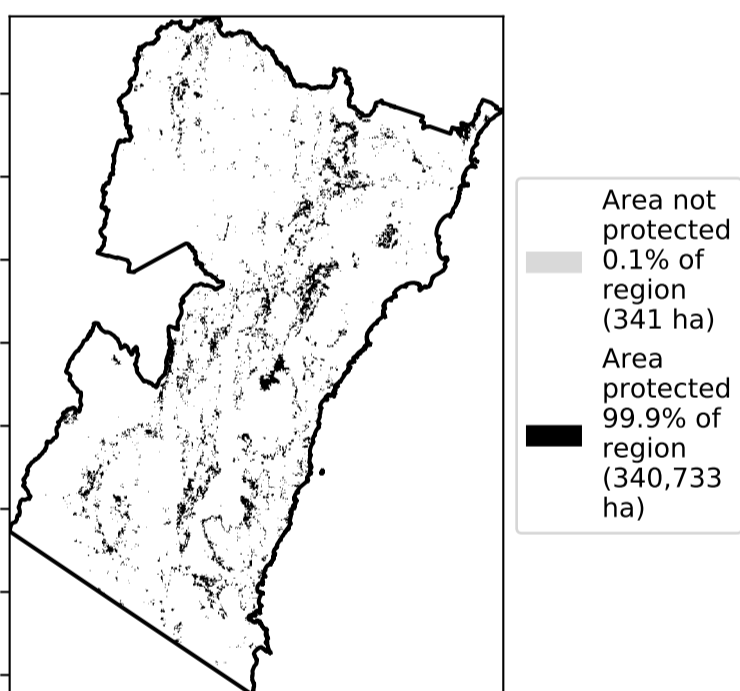 Area not
protected
0.1% of
region
(341 ha)
Area
protected
99.9% of
region
(340,733
ha)